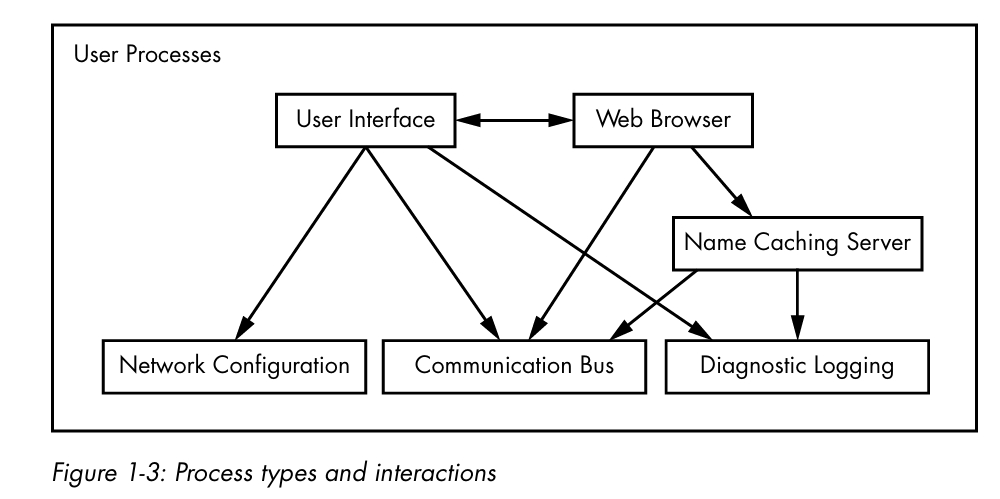 User Processes
User Interface
Web Browser
Name Caching Server
Network Configuration
Communication Bus
Diagnostic Logging
Figure 1-3: Process types and interactions